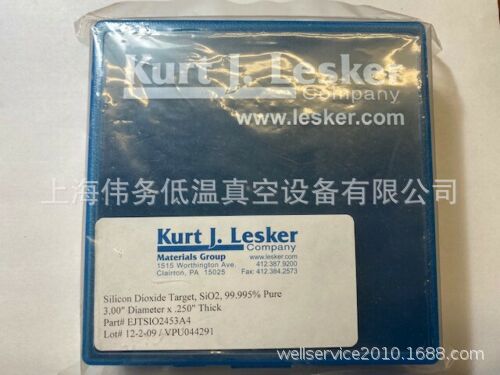 Kurt J. Lesker
Company
www.lesker.com
上海伟务低温真空设备有限公司
Kurt J. Lesker
Company
Materials Group
www.lesker.com
1515 Worthington Ave.
412.387.9200
Clairton, PA 15025
Fax: 412.384.2573
Silicon Dioxide Target, SiO2, 99.995% Pure
3.00" Diameter x .250" Thick
Part# EJTSIO2453A4
Lot# 12-2-09 / VPU044291
wellservice2010.1688.com